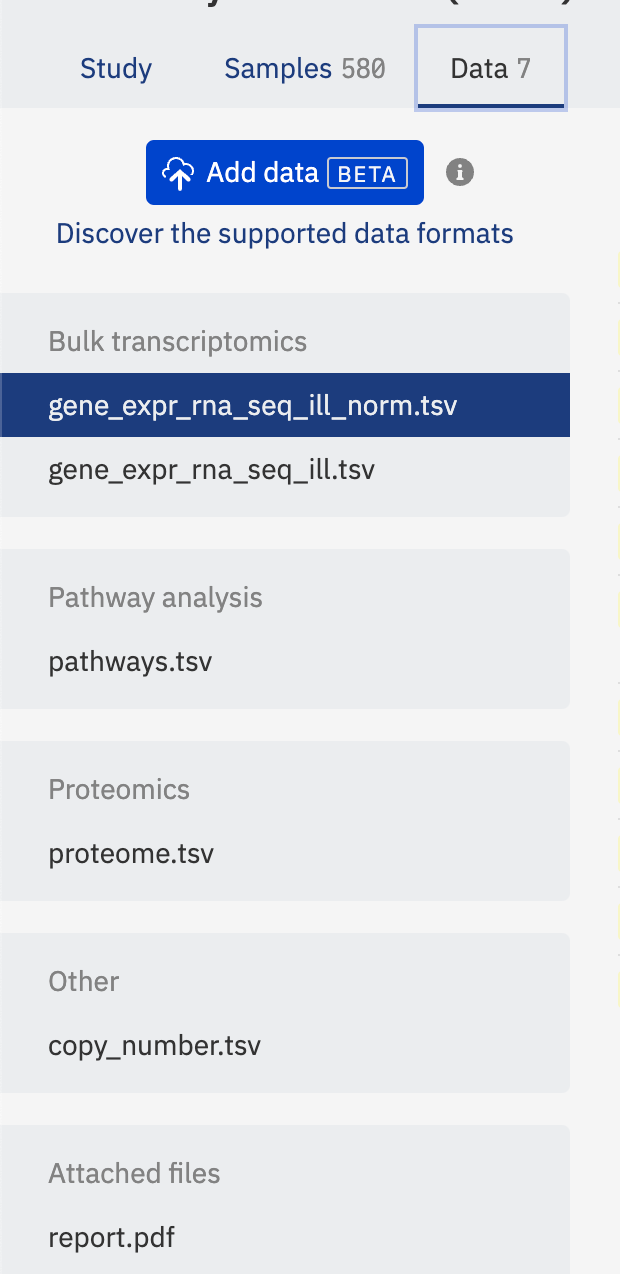 Study Samples 580 Data 7
Add data BETA
Discover the supported data formats
Bulk transcriptomics
gene_expr_rna_seq_ill_norm.tsv
gene_expr_rna_seq_ill.tsv
Pathway analysis
pathways.tsv
Proteomics
proteome.tsv
Other
copy_number.tsv
Attached files
report.pdf